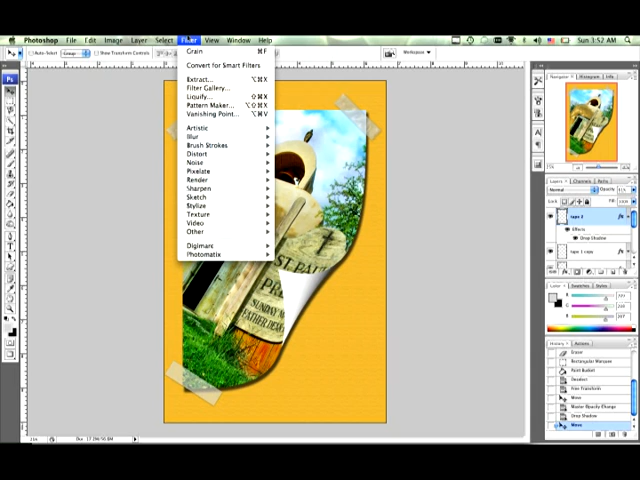 Photoshop File Edit Image Layer Select Filter View Window Help Sun 3:52 AM
Auto-Select: Group Show Transform Controls Workspace
Grain ⌘F
Convert for Smart Filters
Extract... ⌥⌘X
Filter Gallery...
Liquify... ⇧⌘X
Pattern Maker... ⌥⇧⌘X
Vanishing Point... ⌥⌘V
Artistic
Blur
Brush Strokes
Distort
Noise
Pixelate
Render
Sharpen
Sketch
Stylize
Texture
Video
Other
Digimarc
Photomatix
ST PAUL
PRE
SUNDAY
FATHER
Navigator Histogram Info
Layers Channels Paths
Normal Opacity:
Lock: Fill:
tape 2
Effects
Drop Shadow
tape 1 copy
Color Swatches Styles
R
G
B
History Actions
Eraser
Rectangular Marquee
Paint Bucket
Deselect
Free Transform
Move
Master Opacity Change
Drop Shadow
Move